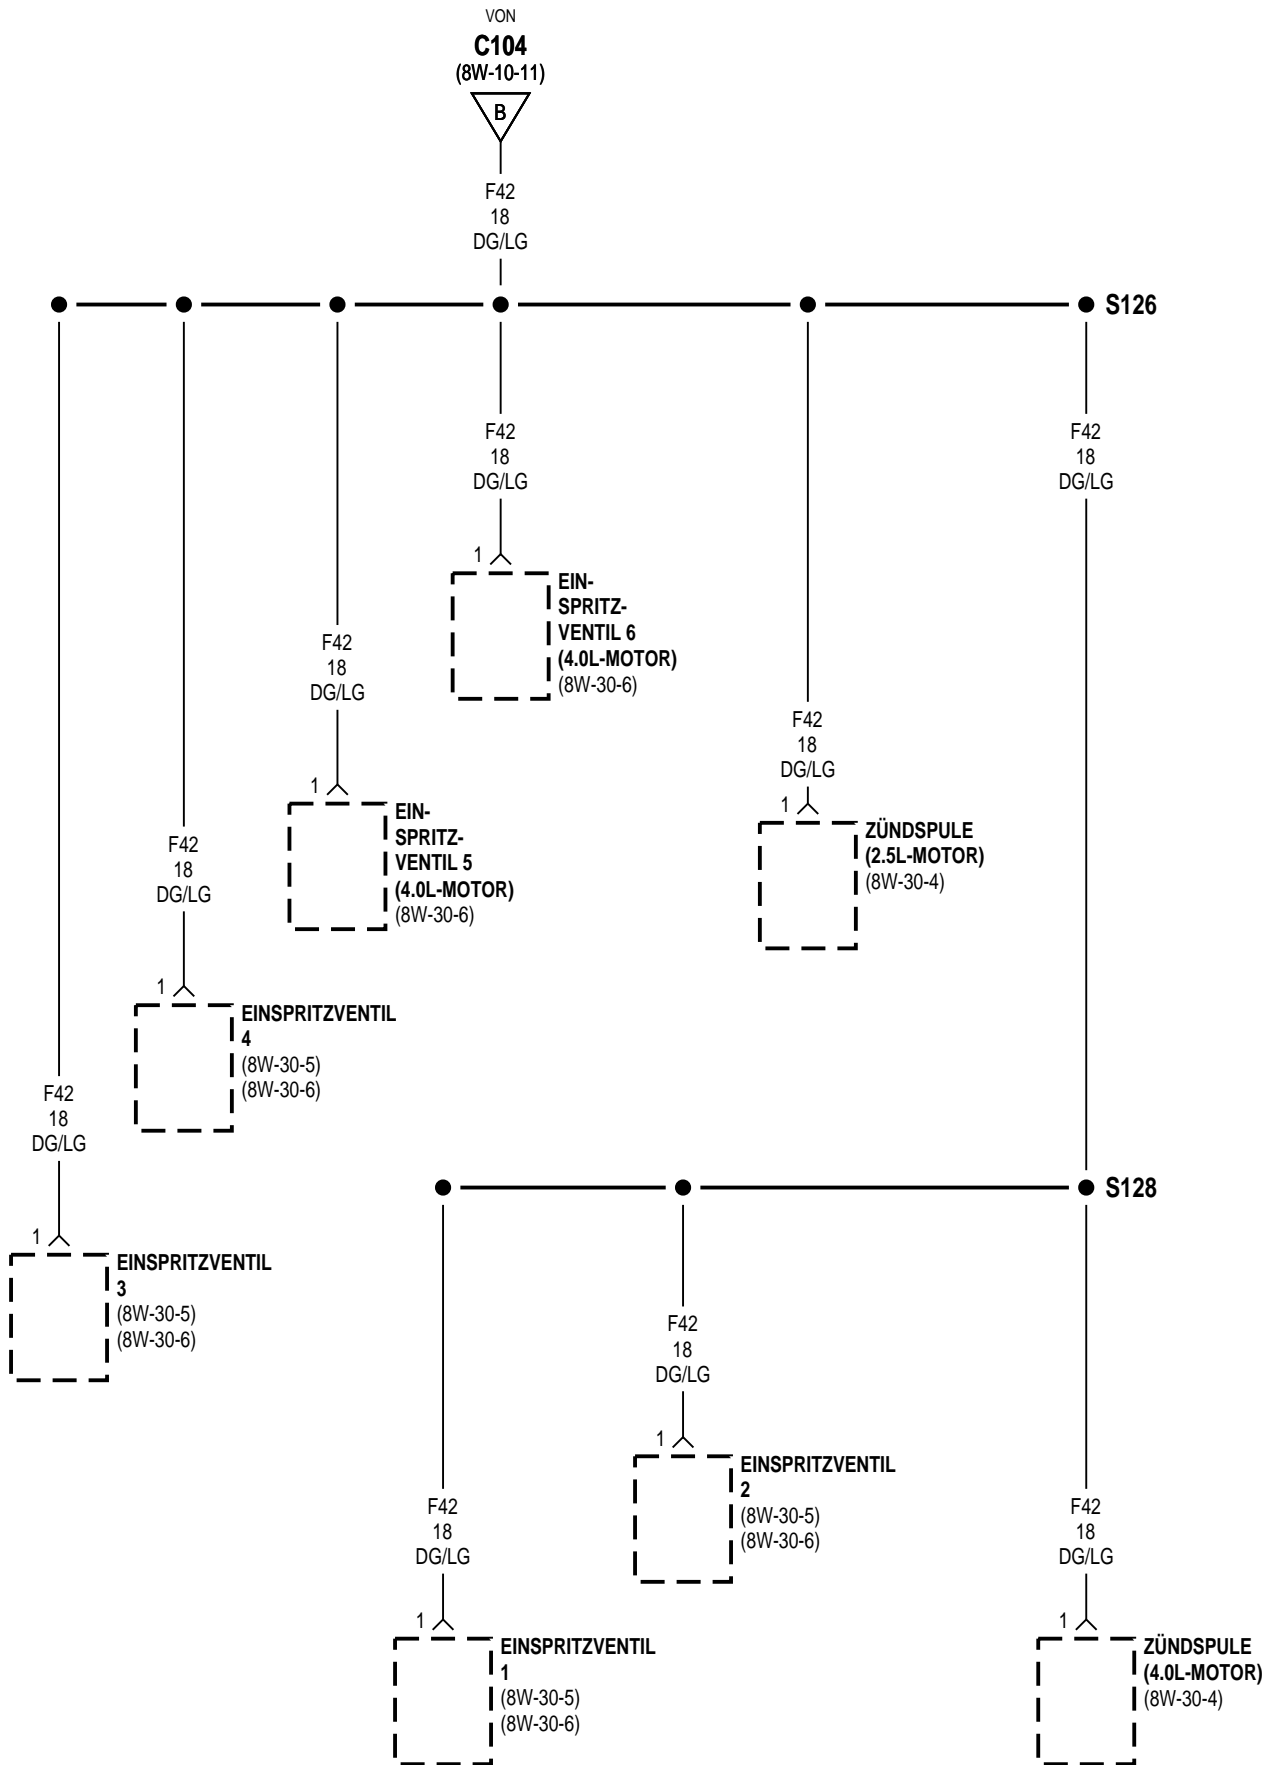 VON
C104
(8W-10-11)
B
F42
18
DG/LG
S126
F42
18
DG/LG
F42
18
DG/LG
1
EIN-
SPRITZ-
VENTIL 6
(4.0L-MOTOR)
(8W-30-6)
F42
18
DG/LG
1
EIN-
SPRITZ-
VENTIL 5
(4.0L-MOTOR)
(8W-30-6)
F42
18
DG/LG
1
ZÜNDSPULE
(2.5L-MOTOR)
(8W-30-4)
F42
18
DG/LG
1
EINSPRITZVENTIL
4
(8W-30-5)
(8W-30-6)
F42
18
DG/LG
1
EINSPRITZVENTIL
3
(8W-30-5)
(8W-30-6)
S128
F42
18
DG/LG
1
EINSPRITZVENTIL
2
(8W-30-5)
(8W-30-6)
F42
18
DG/LG
1
EINSPRITZVENTIL
1
(8W-30-5)
(8W-30-6)
F42
18
DG/LG
1
ZÜNDSPULE
(4.0L-MOTOR)
(8W-30-4)